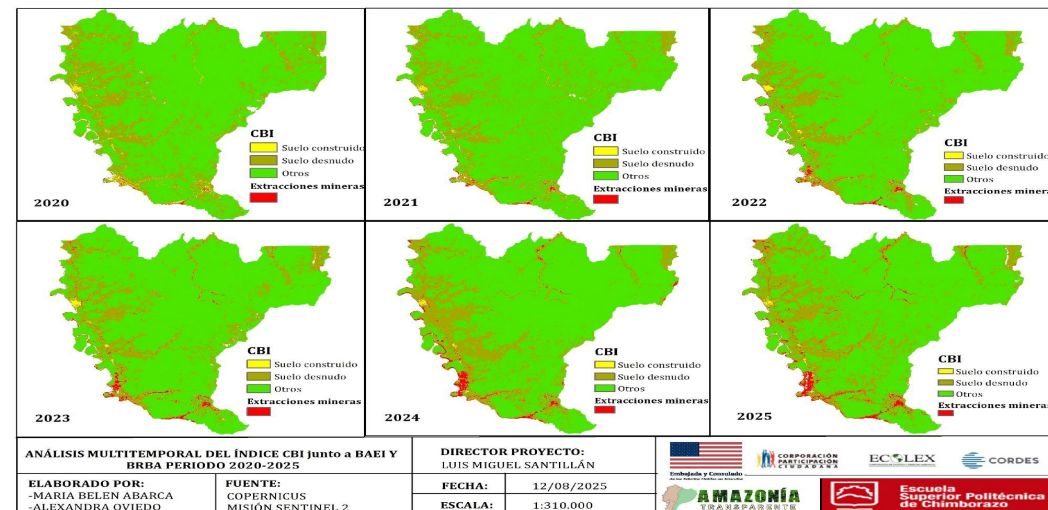 CBI
Suelo construido
Suelo desnudo
Otros
Extracciones mineras
2020
CBI
Suelo construido
Suelo desnudo
Otros
Extracciones mineras
2021
CBI
Suelo construido
Suelo desnudo
Otros
Extracciones mineras
2022
CBI
Suelo construido
Suelo desnudo
Otros
Extracciones mineras
2023
CBI
Suelo construido
Suelo desnudo
Otros
Extracciones mineras
2024
CBI
Suelo construido
Suelo desnudo
Otros
Extracciones mineras
2025
ANÁLISIS MULTITEMPORAL DEL ÍNDICE CBI junto a BAEI Y
BRBA PERIODO 2020-2025
ELABORADO POR:
-MARIA BELEN ABARCA
-ALEXANDRA OVIEDO
FUENTE:
COPERNICUS
MISIÓN SENTINEL 2
DIRECTOR PROYECTO:
LUIS MIGUEL SANTILLÁN
FECHA: 12/08/2025
ESCALA: 1:310.000
Embajada y Consulado
CORPORACIÓN
PARTICIPACIÓN
CIUDADANA
ECOLEX
CORDES
AMAZONÍA
TRANSPARENTE
Escuela
Superior Politécnica
de Chimborazo